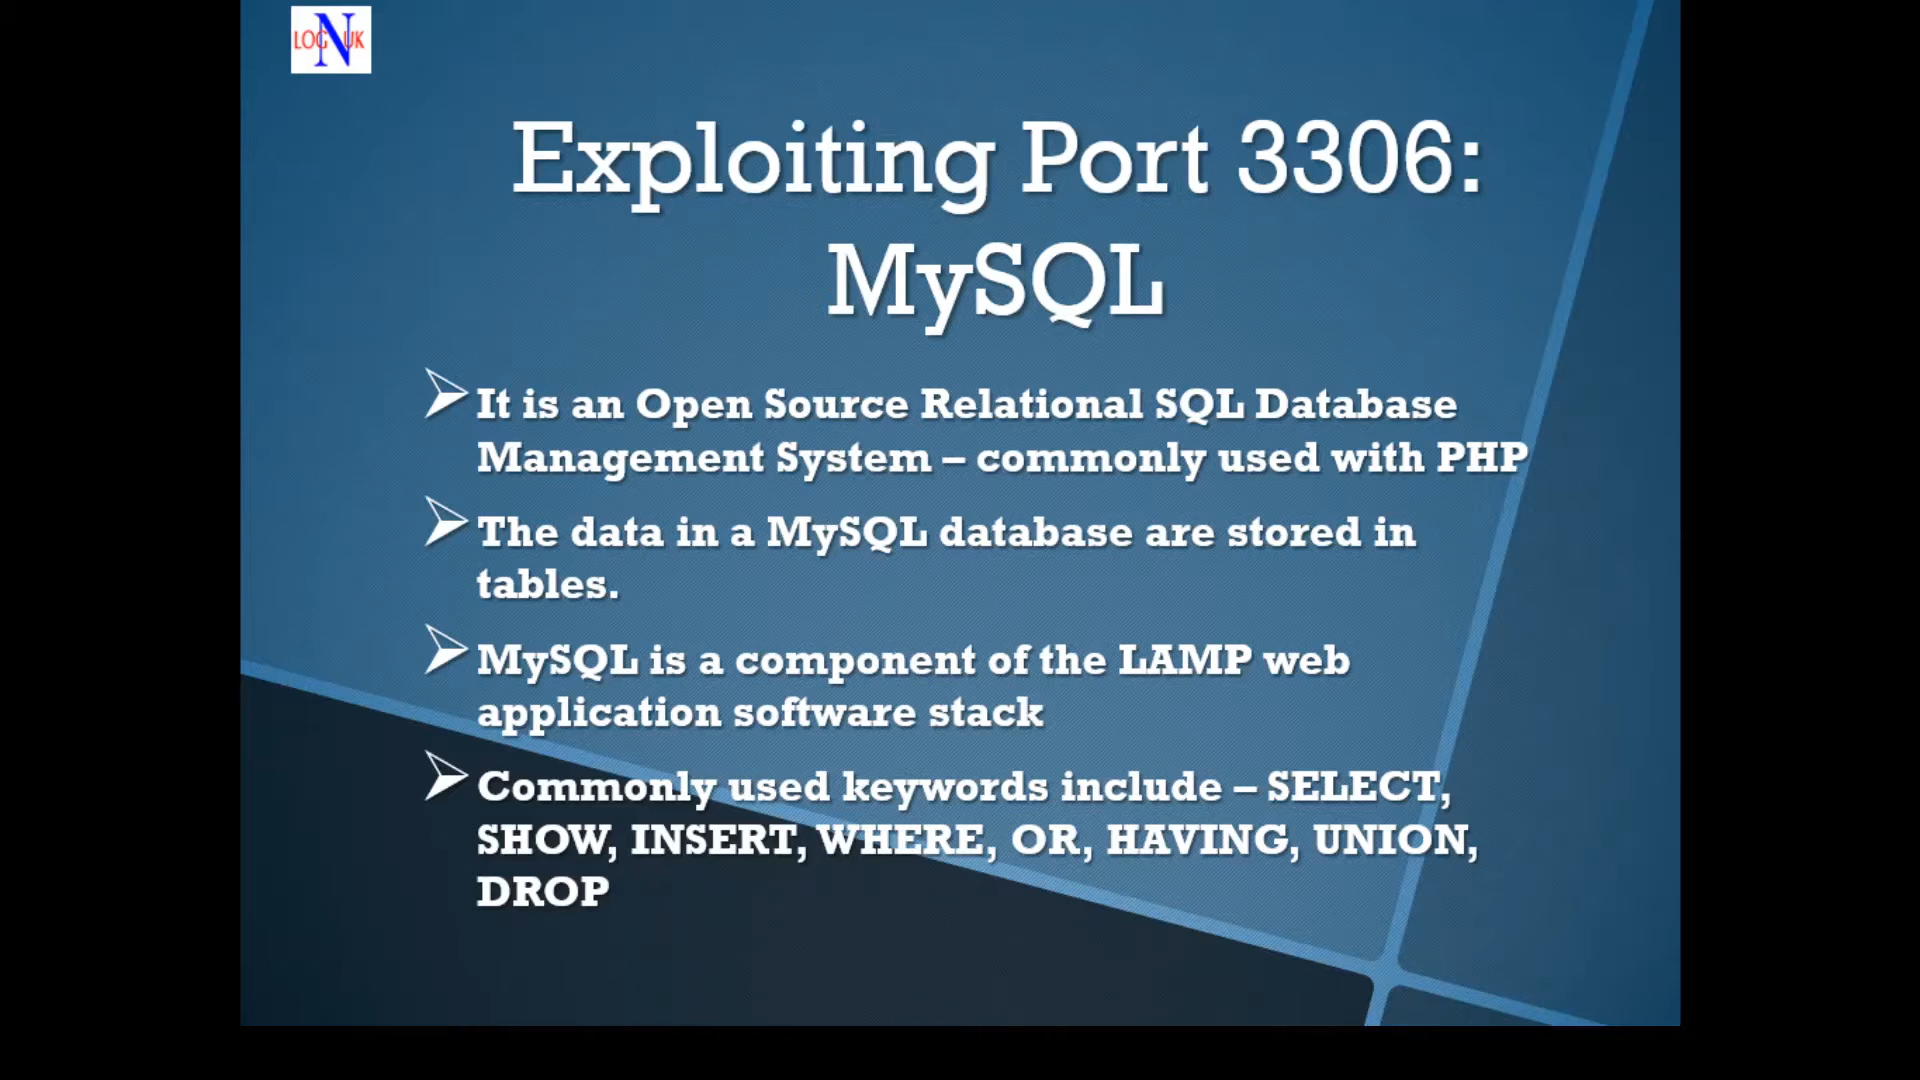 LOG N UK
Exploiting Port 3306:
MySQL
It is an Open Source Relational SQL Database
Management System – commonly used with PHP
The data in a MySQL database are stored in
tables.
MySQL is a component of the LAMP web
application software stack
Commonly used keywords include – SELECT,
SHOW, INSERT, WHERE, OR, HAVING, UNION,
DROP